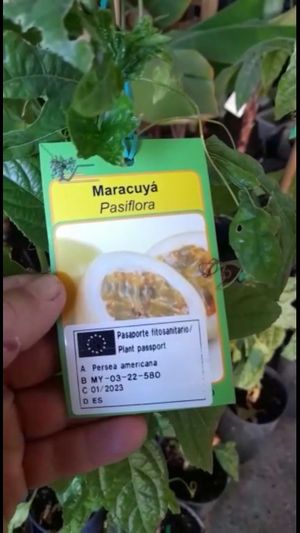 Maracuyá
Pasiflora
Pasaporte fitosanitario/
Plant passport
A Persea americana
B MY-03-22-580
C 01/2023
D ES